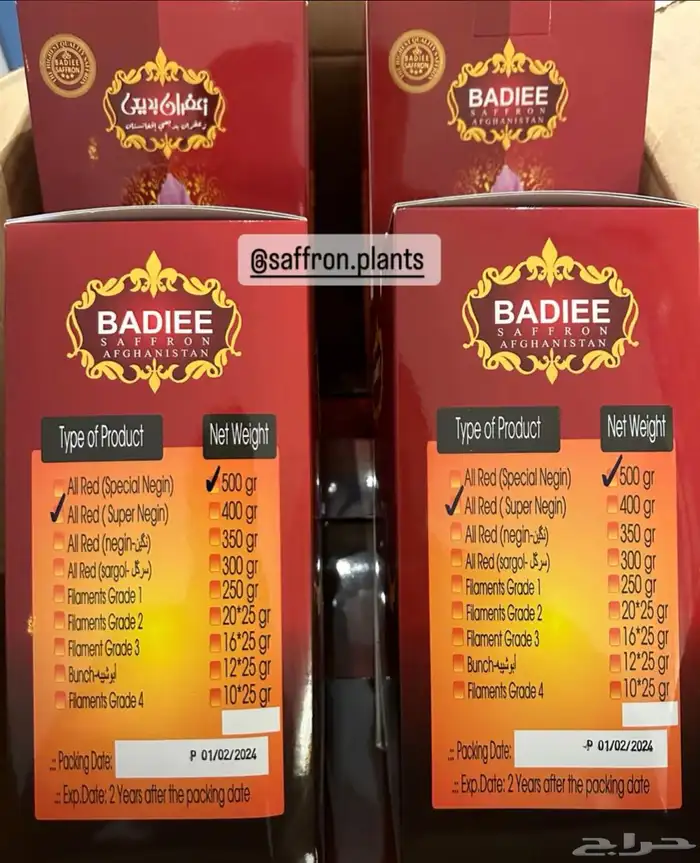 THE HIGHEST QUALITY SAFFRON
BADIEE
SAFFRON
زعفران بديعی
زعفران بديعی افغانستان
BADIEE
SAFFRON
BADIEE
SAFFRON
AFGHANISTAN
@saffron.plants
BADIEE
SAFFRON
AFGHANISTAN
Type of Product
Net Weight
All Red (Special Negin)
500 gr
All Red ( Super Negin)
400 gr
All Red (negin-نگین)
350 gr
All Red (sargol- سرگل)
300 gr
Filaments Grade 1
250 gr
Filaments Grade 2
20*25 gr
Filament Grade 3
16*25 gr
Bunch-
12*25 gr
Filaments Grade 4
10*25 gr
.:: Packing Date:
P 01/02/2024
.:: Exp.Date: 2 Years after the packing date
BADIEE
SAFFRON
AFGHANISTAN
Type of Product
Net Weight
All Red (Special Negin)
500 gr
All Red ( Super Negin)
400 gr
All Red (negin-نگین)
350 gr
All Red (sargol- سرگل)
300 gr
Filaments Grade 1
250 gr
Filaments Grade 2
20*25 gr
Filament Grade 3
16*25 gr
Bunch-
12*25 gr
Filaments Grade 4
10*25 gr
.:: Packing Date:
-P 01/02/2024
.:: Exp.Date: 2 Years after the packing date
حراج